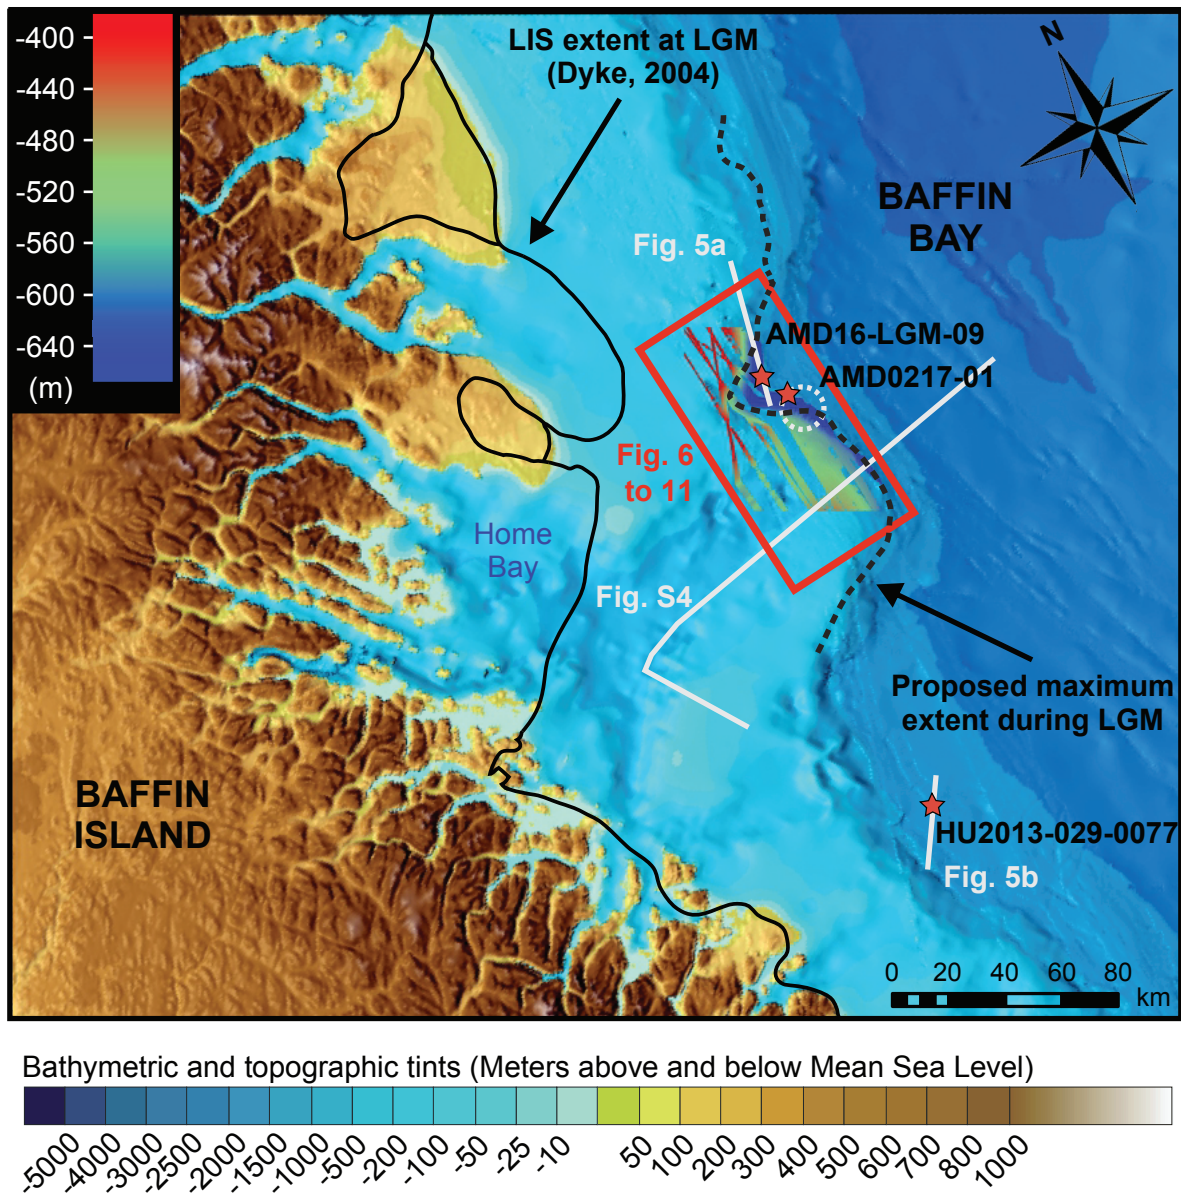 -400
-440
-480
-520
-560
-600
-640
(m)
LIS extent at LGM
(Dyke, 2004)
N
BAFFIN
BAY
Fig. 5a
AMD16-LGM-09
AMD0217-01
Fig. 6
to 11
Home
Bay
Fig. S4
Proposed maximum
extent during LGM
BAFFIN
ISLAND
HU2013-029-0077
Fig. 5b
0 20 40 60 80
km
Bathymetric and topographic tints (Meters above and below Mean Sea Level)
-5000 -4000 -3000 -2500 -2000 -1500 -1000 -500 -200 -100 -50 -25 -10 50 100 200 300 400 500 600 700 800 1000